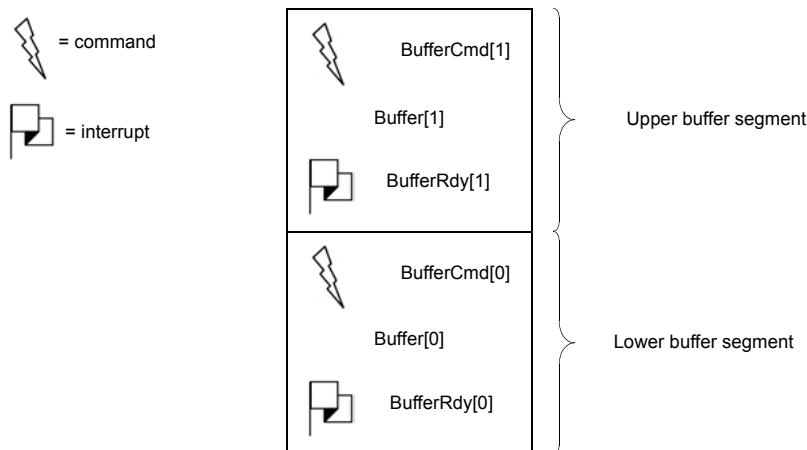 = command
= interrupt
BufferCmd[1]
Buffer[1]
BufferRdy[1]
Upper buffer segment
BufferCmd[0]
Buffer[0]
BufferRdy[0]
Lower buffer segment